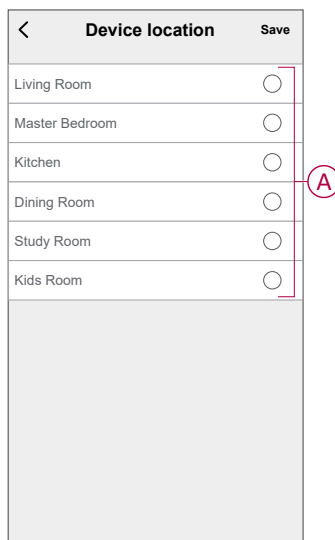 Device location
Save
Living Room
Master Bedroom
Kitchen
A
Dining Room
Study Room
Kids Room